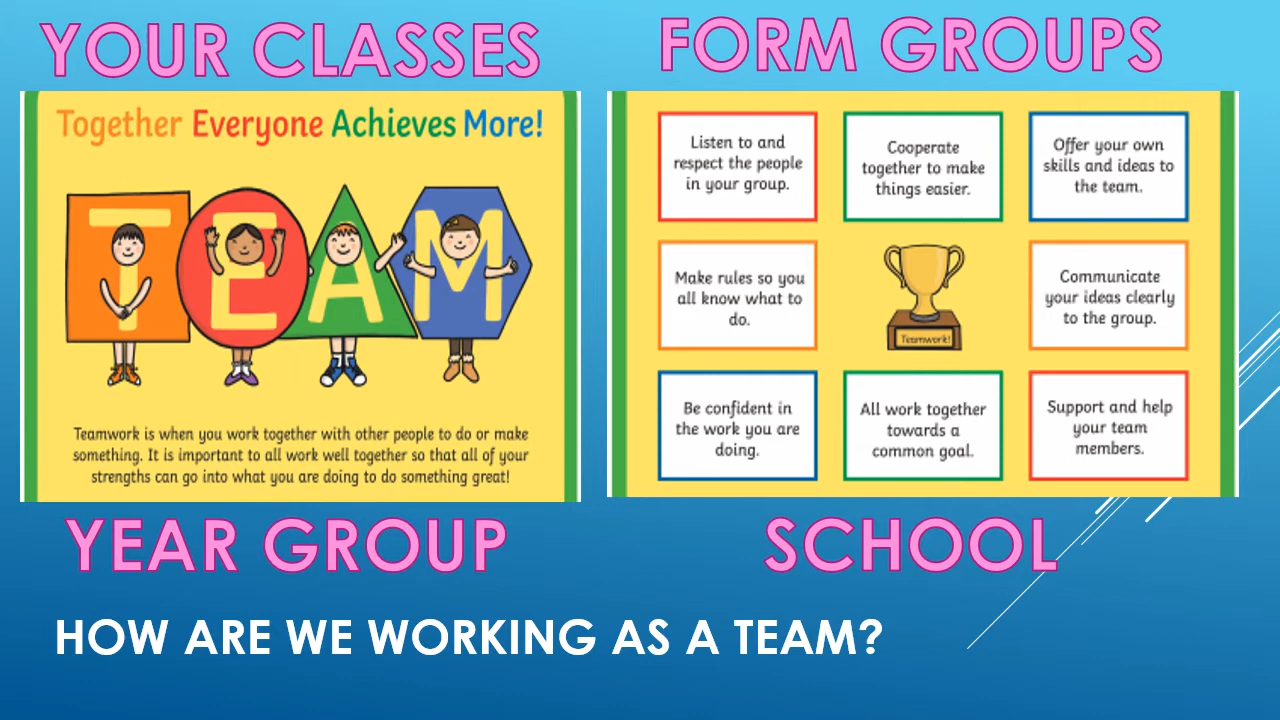 YOUR CLASSES
FORM GROUPS
Together Everyone Achieves More!
TEAM
Teamwork is when you work together with other people to do or make
something. It is important to all work well together so that all of your
strengths can go into what you are doing to do something great!
Listen to and
respect the people
in your group.
Cooperate
together to make
things easier.
Offer your own
skills and ideas to
the team.
Make rules so you
all know what to
do.
Teamwork!
Communicate
your ideas clearly
to the group.
Be confident in
the work you are
doing.
All work together
towards a
common goal.
Support and help
your team
members.
YEAR GROUP
SCHOOL
HOW ARE WE WORKING AS A TEAM?